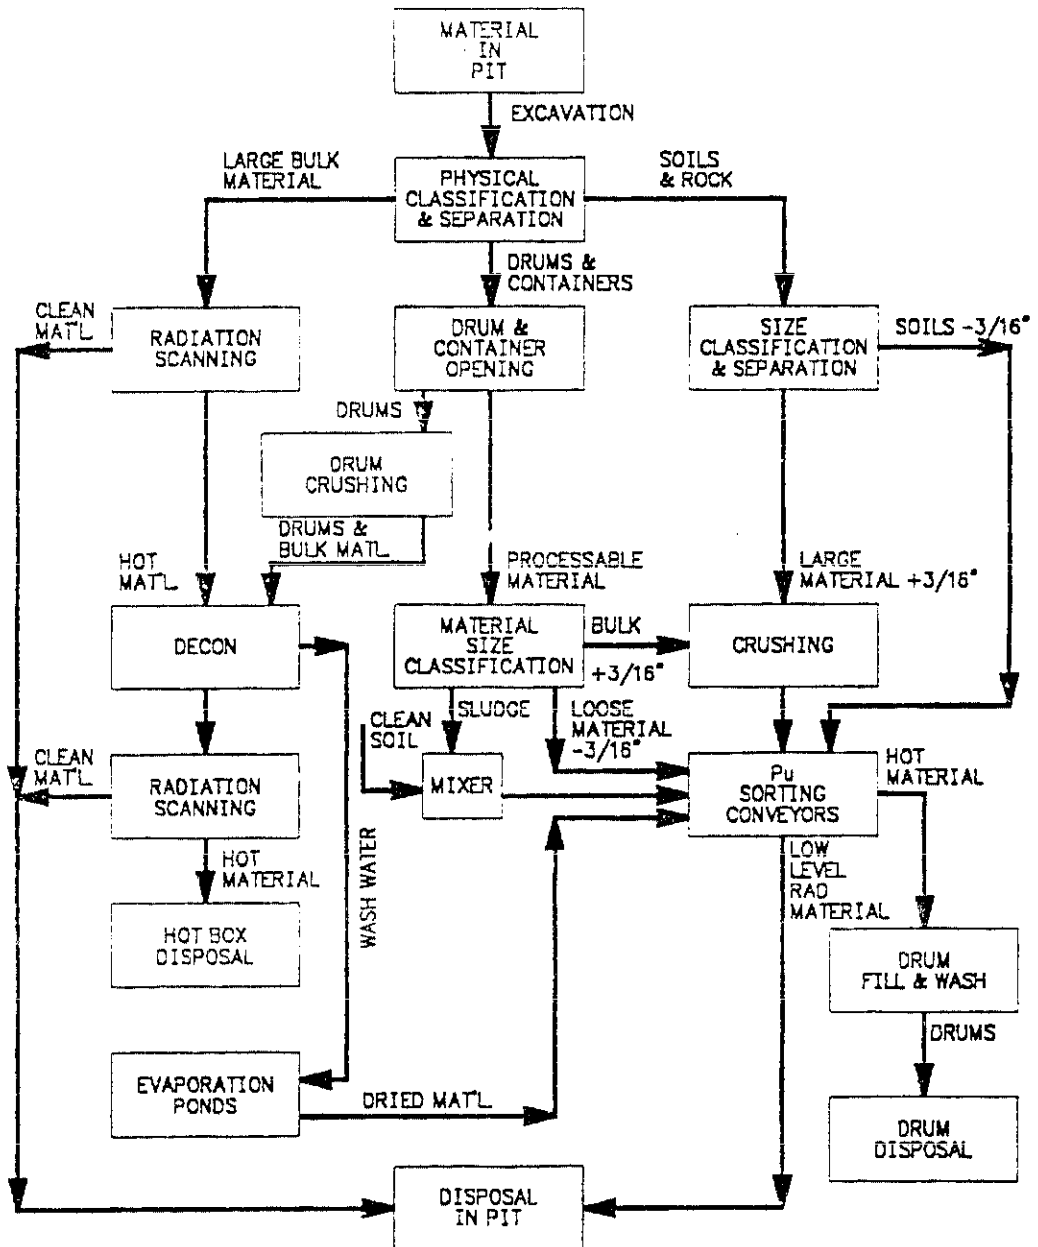 MATERIAL
IN
PIT
EXCAVATION
LARGE BULK
MATERIAL
SOILS
& ROCK
PHYSICAL
CLASSIFICATION
& SEPARATION
DRUMS &
CONTAINERS
CLEAN
MAT'L
RADIATION
SCANNING
DRUM &
CONTAINER
OPENING
SIZE
CLASSIFICATION
& SEPARATION
SOILS -3/16"
DRUMS
DRUM
CRUSHING
DRUMS &
BULK MAT'L
HOT
MAT'L
PROCESSABLE
MATERIAL
LARGE
MATERIAL +3/16"
DECON
MATERIAL
SIZE
CLASSIFICATION
BULK
+3/16"
CRUSHING
SLUDGE
CLEAN
SOIL
LOOSE
MATERIAL
-3/16"
CLEAN
MAT'L
RADIATION
SCANNING
MIXER
Pu
SORTING
CONVEYORS
HOT
MATERIAL
HOT
MATERIAL
WASH WATER
LOW
LEVEL
RAD
MATERIAL
HOT BOX
DISPOSAL
DRUM
FILL & WASH
DRUMS
EVAPORATION
PONDS
DRIED MAT'L
DRUM
DISPOSAL
DISPOSAL
IN PIT